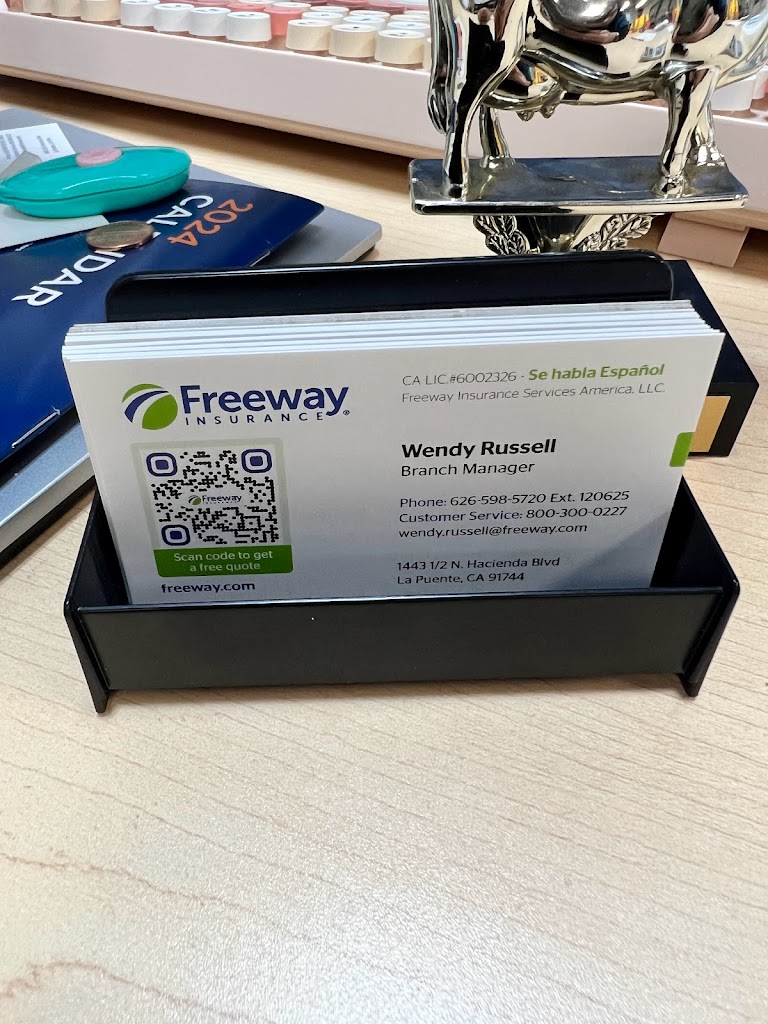 2024
CALENDAR
Freeway
INSURANCE®
CA LIC.#6002326 - Se habla Español
Freeway Insurance Services America, LLC.
Wendy Russell
Branch Manager
Phone: 626-598-5720 Ext. 120625
Customer Service: 800-300-0227
wendy.russell@freeway.com
1443 1/2 N. Hacienda Blvd
La Puente, CA 91744
Freeway
Scan code to get
a free quote
freeway.com